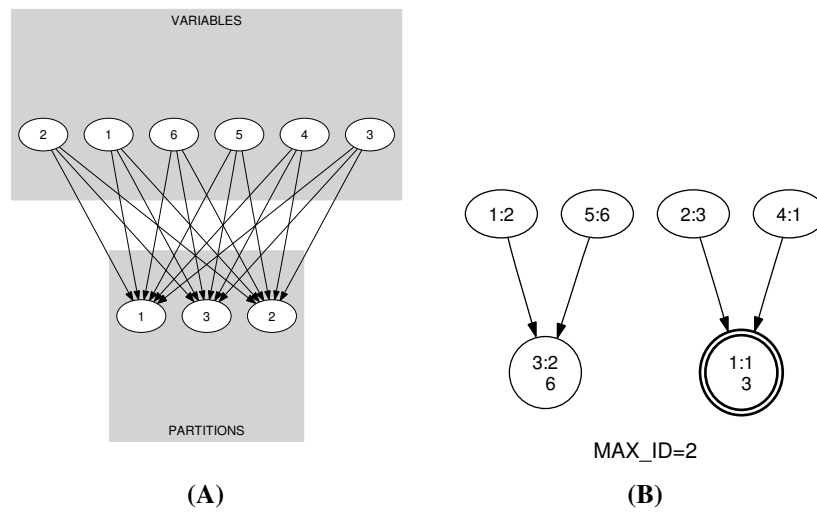 VARIABLES
2 1 6 5 4 3
1 3 2
PARTITIONS
(A)
1:2 5:6 2:3 4:1
3:2 1:1
6 3
MAX_ID=2
(B)